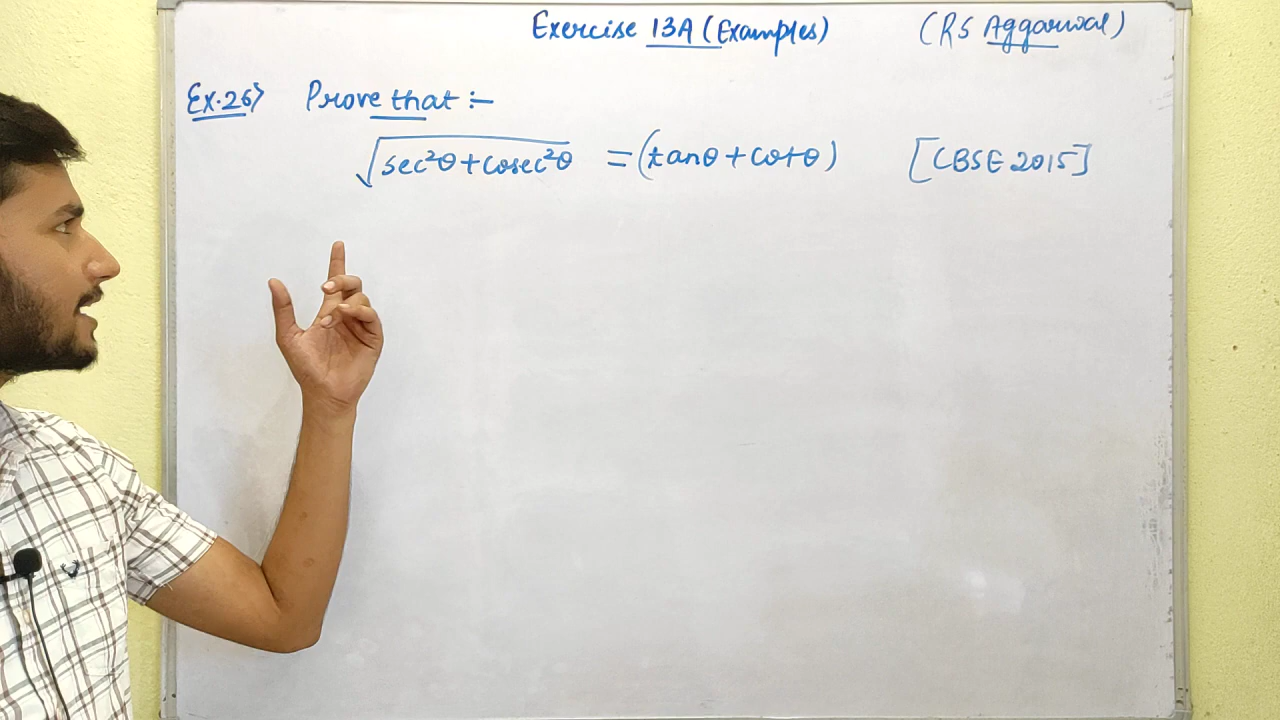 Exercise 13A (Examples) (RS Aggarwal)
Ex.26> Prove that :-
√sec²θ+cosec²θ = (tanθ+cotθ) [CBSE 2015]